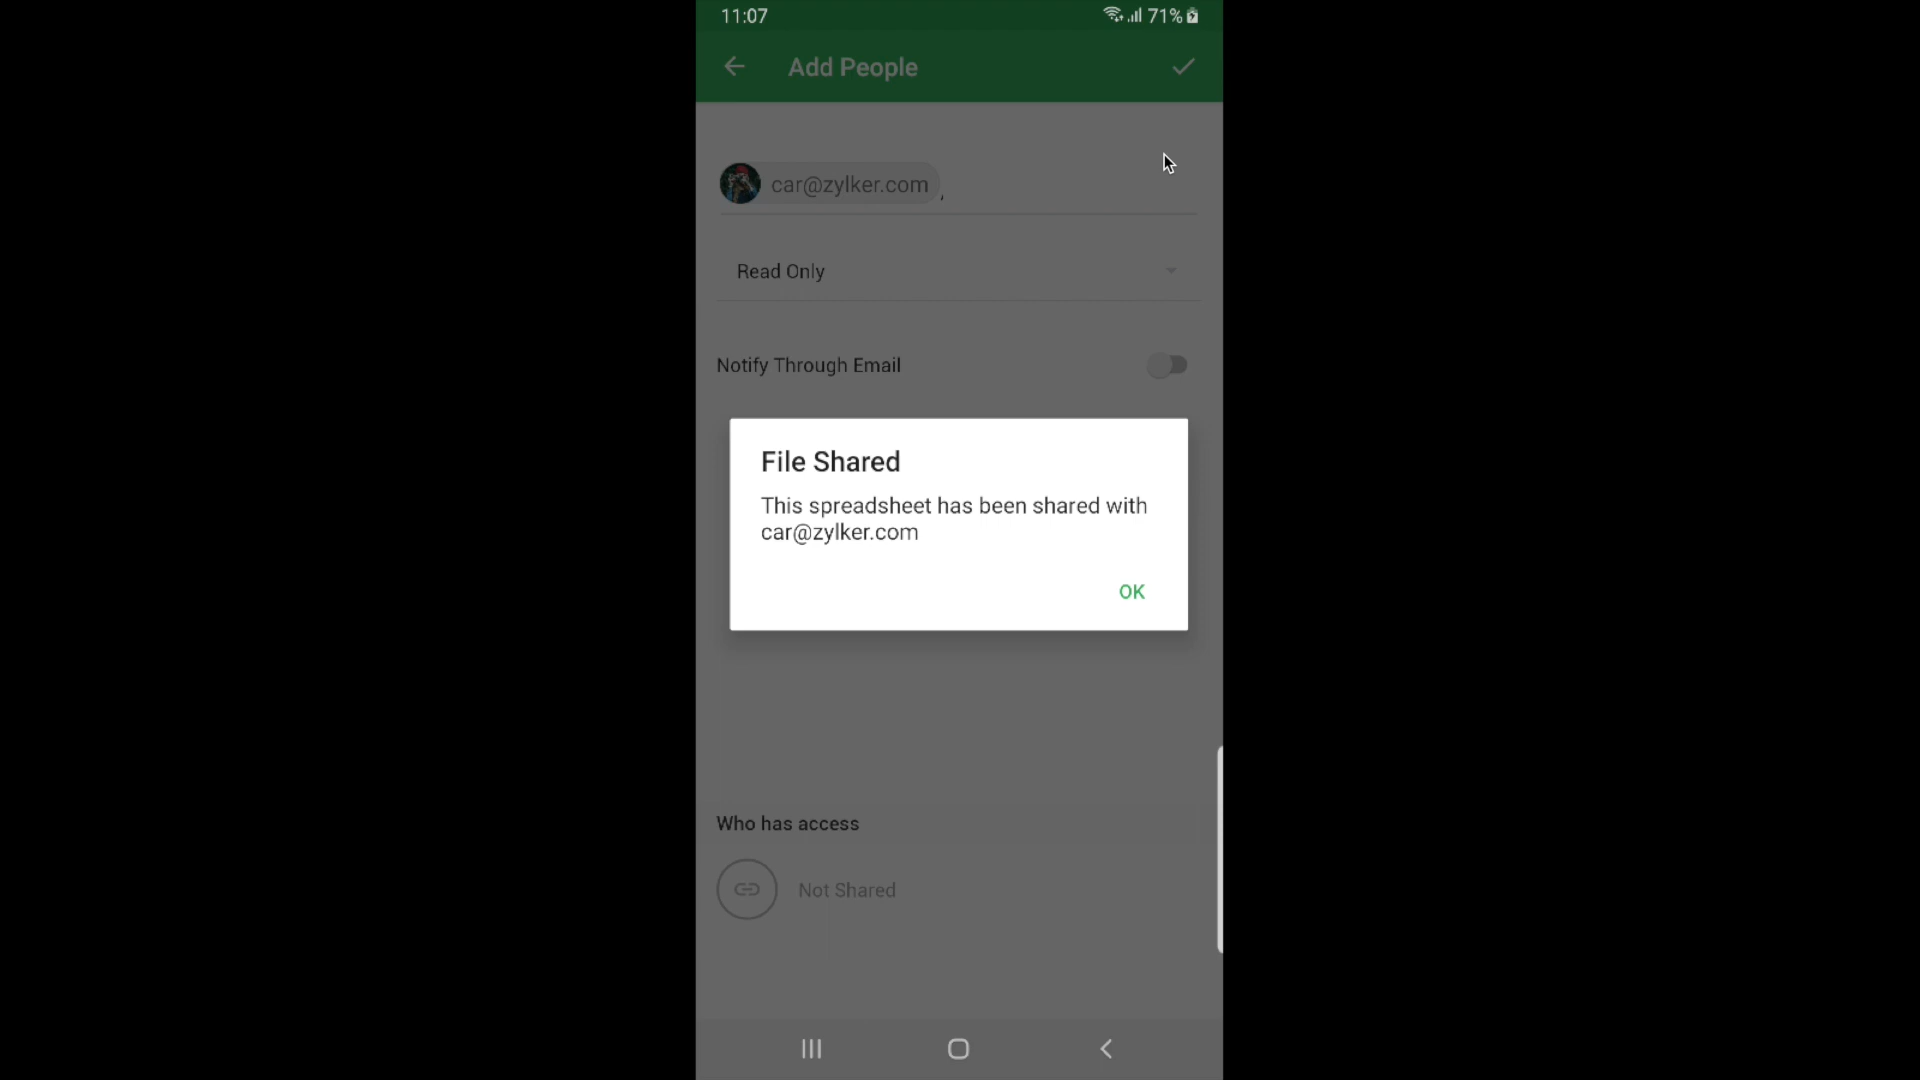 11:07
71%
Add People
car@zylker.com,
Read Only
Notify Through Email
File Shared
This spreadsheet has been shared with
car@zylker.com
OK
Who has access
Not Shared